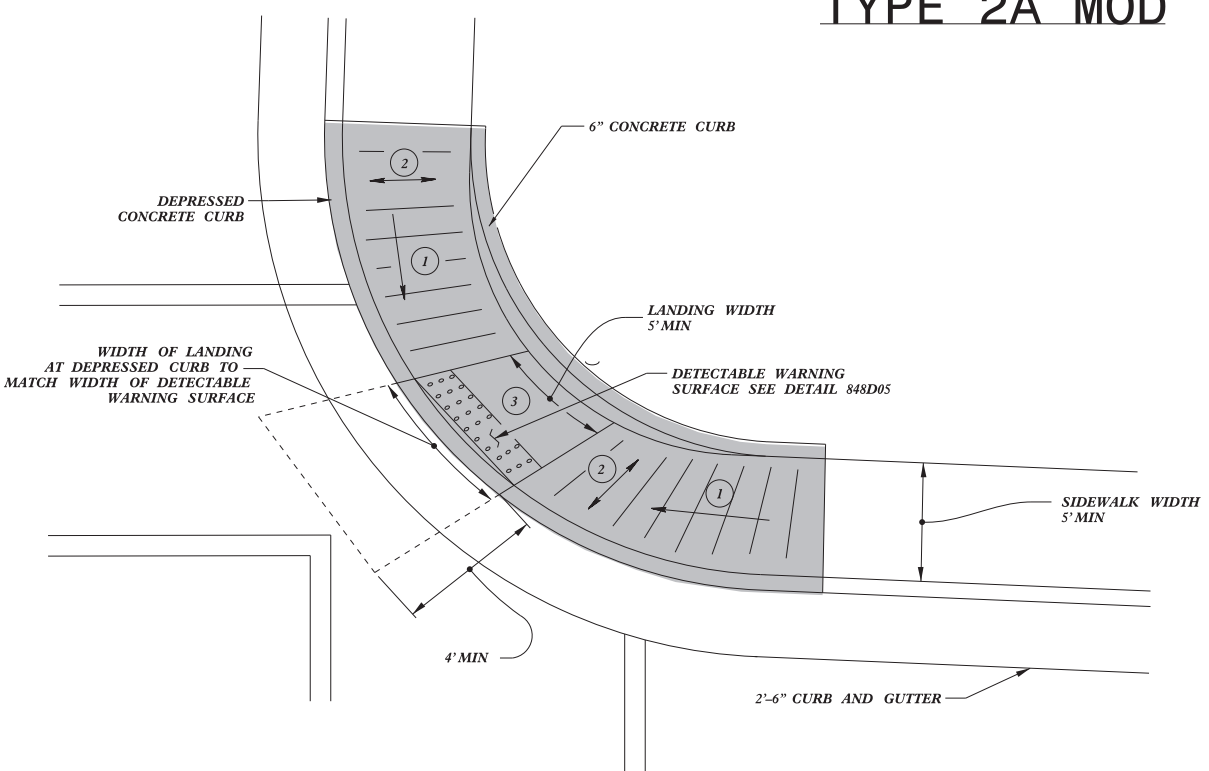 TYPE 2A MOD
6" CONCRETE CURB
2
DEPRESSED
CONCRETE CURB
1
LANDING WIDTH
5' MIN
WIDTH OF LANDING
AT DEPRESSED CURB TO
MATCH WIDTH OF DETECTABLE
WARNING SURFACE
DETECTABLE WARNING
SURFACE SEE DETAIL 848D05
3
2
1
SIDEWALK WIDTH
5' MIN
4' MIN
2'–6" CURB AND GUTTER